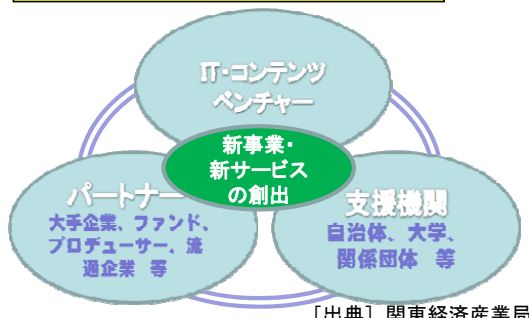 IT・コンテンツ
ベンチャー
新事業・
新サービス
の創出
パートナー
大手企業、ファンド、
プロデューサー、流
通企業 等
支援機関
自治体、大学、
関係団体 等
［出典］関東経済産業局